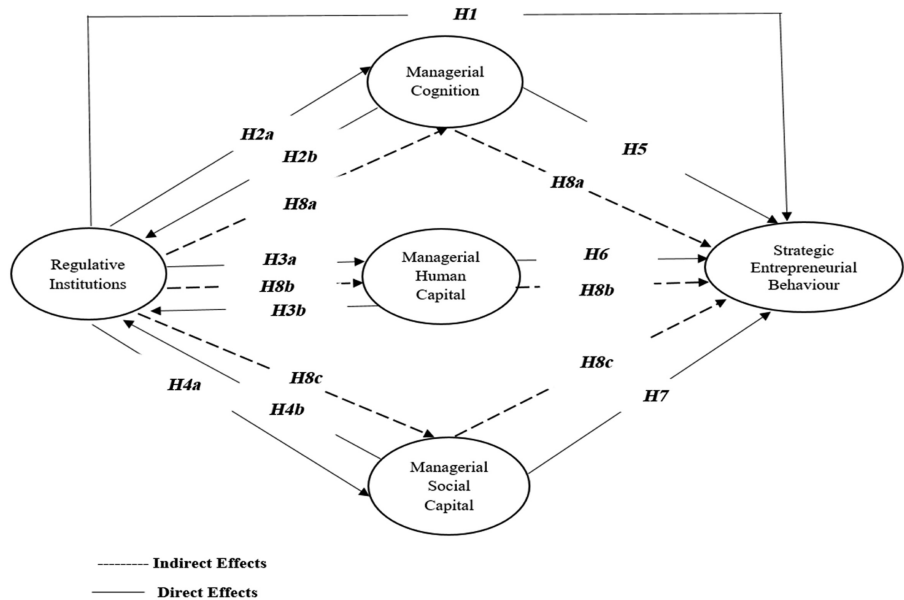 H1
Managerial
Cognition
H2a
H2b
H5
H8a
H8a
Regulative
Institutions
H3a
H8b
H3b
Managerial
Human
Capital
H6
H8b
Strategic
Entrepreneurial
Behaviour
H4a
H8c
H4b
H8c
H7
Managerial
Social
Capital
--------- Indirect Effects
Direct Effects